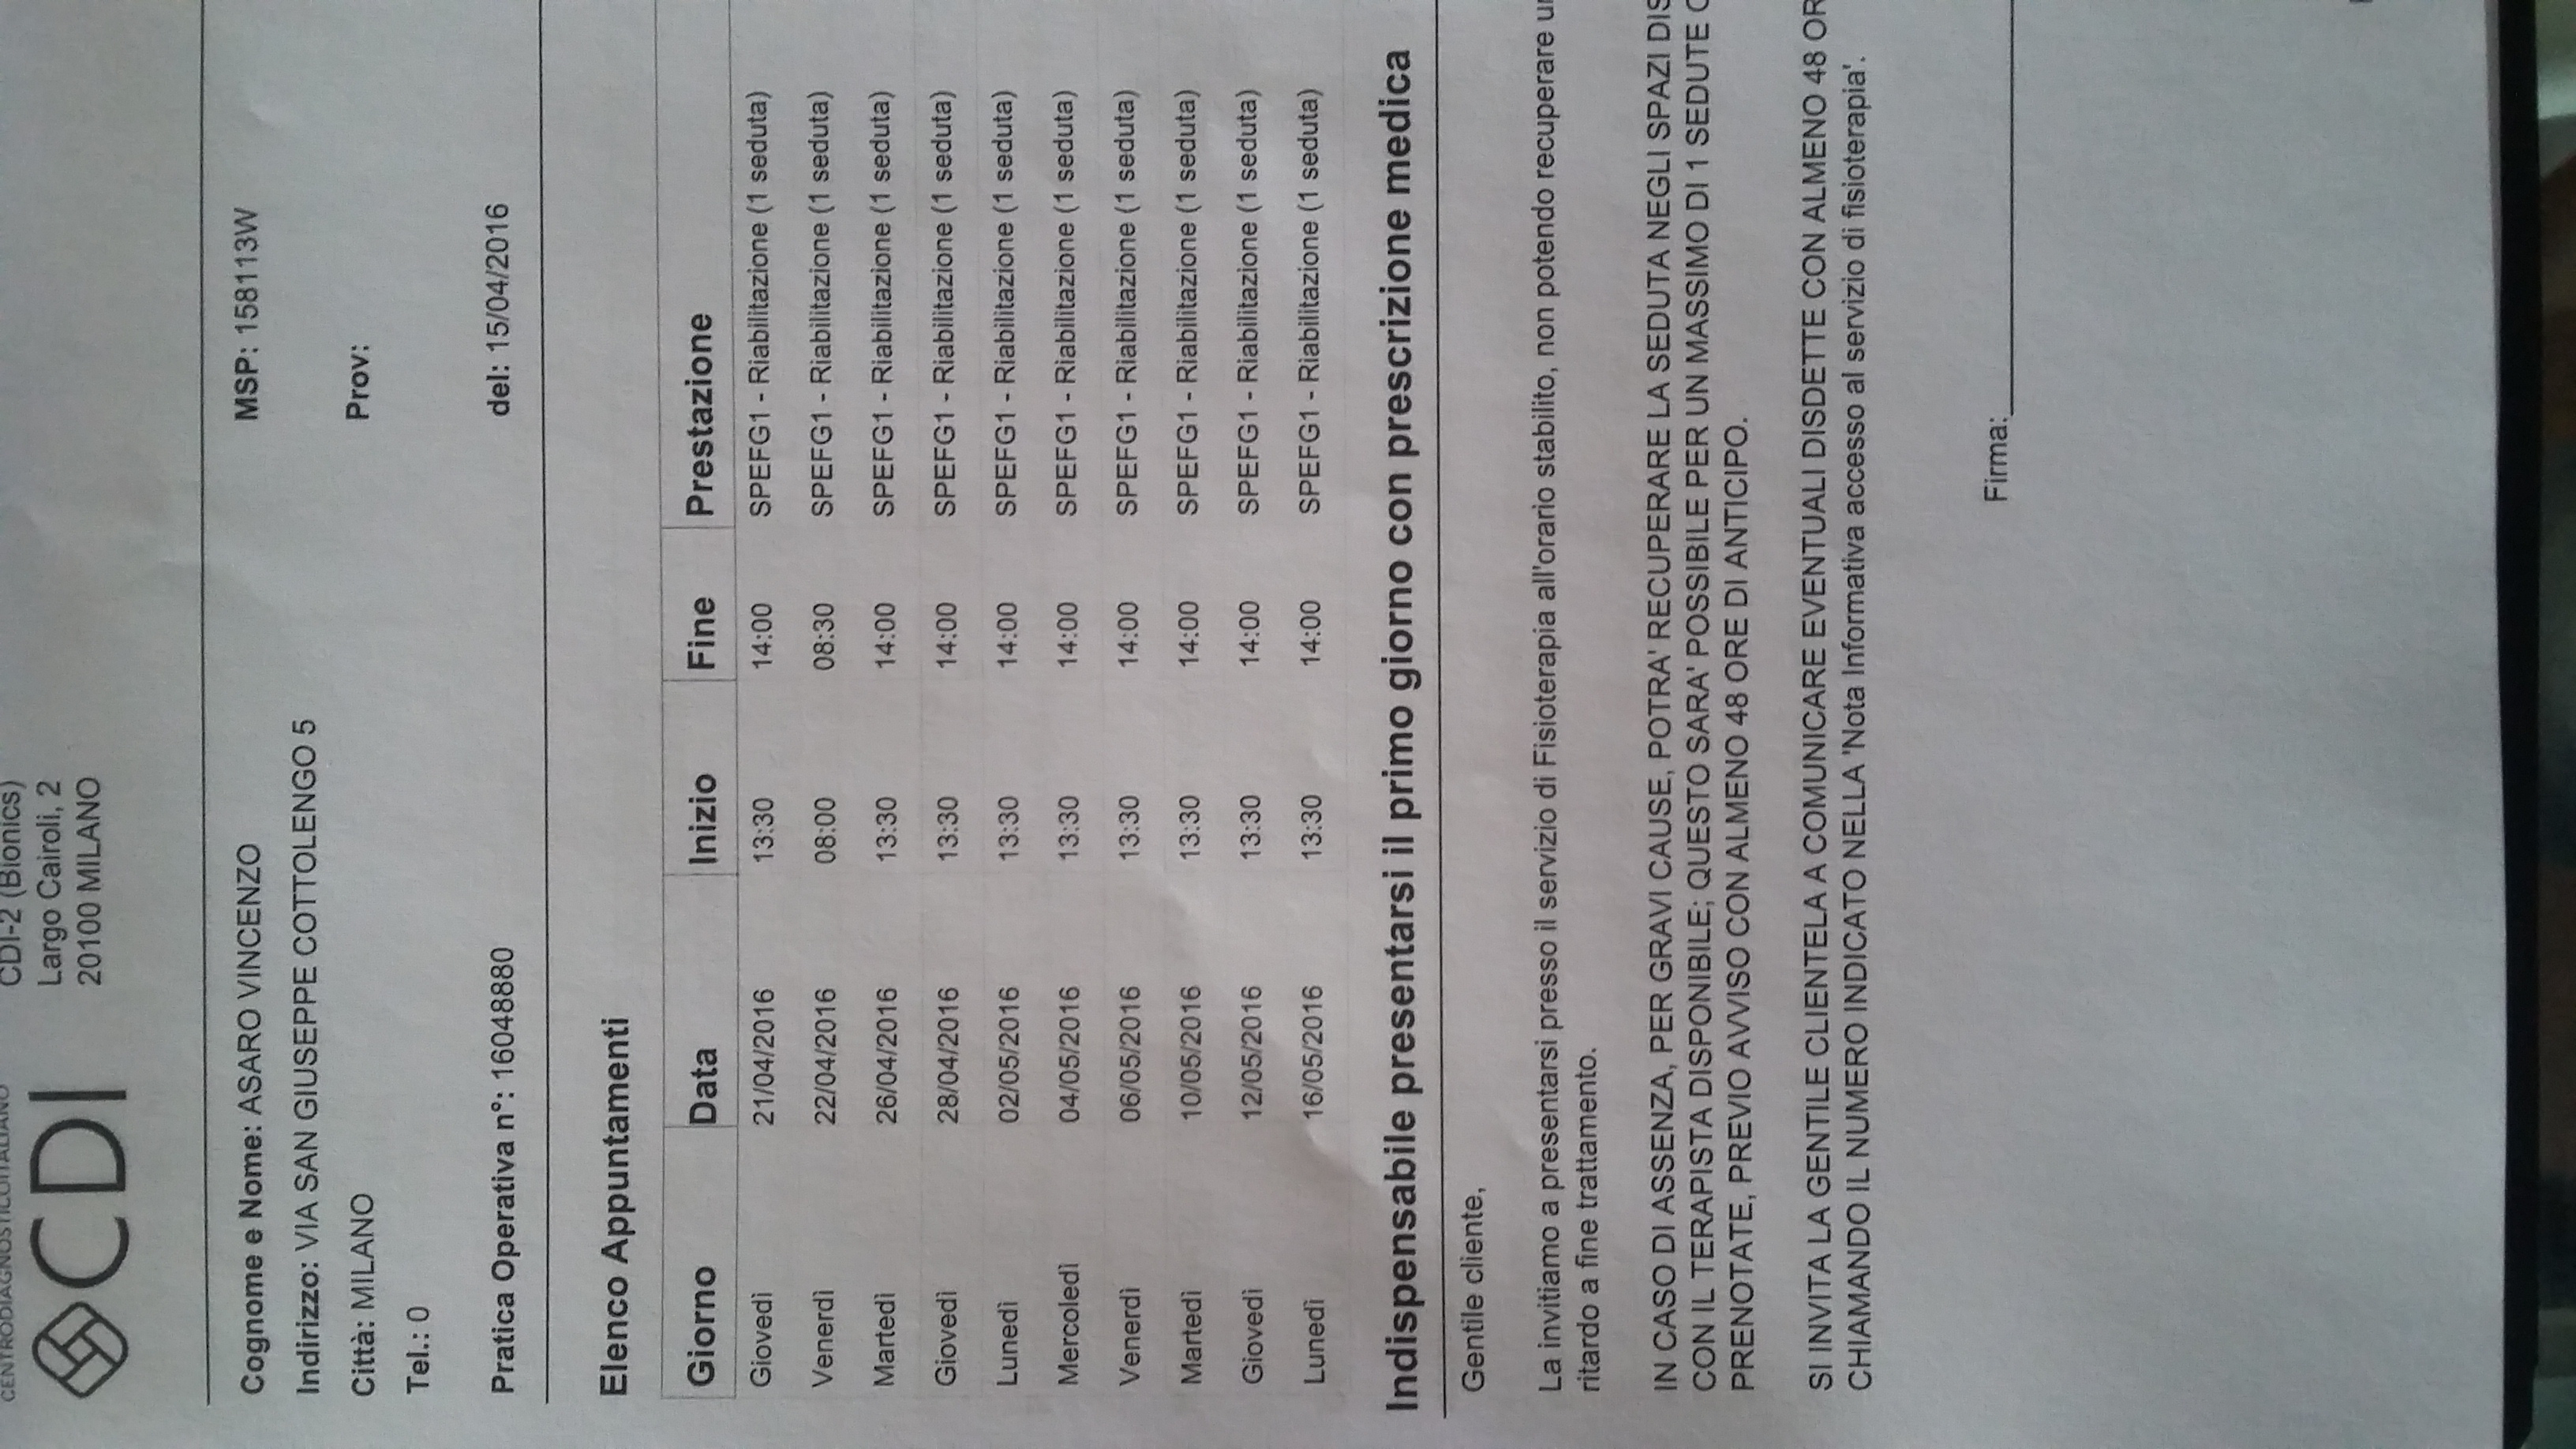 CENTRODIAGNOSTICOITALIANO
CDI
CDI-2 (Bionics)
Largo Cairoli, 2
20100 MILANO
Cognome e Nome: ASARO VINCENZO MSP: 158113W
Indirizzo: VIA SAN GIUSEPPE COTTOLENGO 5
Città: MILANO Prov:
Tel.: 0
Pratica Operativa n°: 16048880 del: 15/04/2016
Elenco Appuntamenti
Giorno Data Inizio Fine Prestazione
Giovedì 21/04/2016 13:30 14:00 SPEFG1 - Riabilitazione (1 seduta)
Venerdì 22/04/2016 08:00 08:30 SPEFG1 - Riabilitazione (1 seduta)
Martedì 26/04/2016 13:30 14:00 SPEFG1 - Riabilitazione (1 seduta)
Giovedì 28/04/2016 13:30 14:00 SPEFG1 - Riabilitazione (1 seduta)
Lunedì 02/05/2016 13:30 14:00 SPEFG1 - Riabilitazione (1 seduta)
Mercoledì 04/05/2016 13:30 14:00 SPEFG1 - Riabilitazione (1 seduta)
Venerdì 06/05/2016 13:30 14:00 SPEFG1 - Riabilitazione (1 seduta)
Martedì 10/05/2016 13:30 14:00 SPEFG1 - Riabilitazione (1 seduta)
Giovedì 12/05/2016 13:30 14:00 SPEFG1 - Riabilitazione (1 seduta)
Lunedì 16/05/2016 13:30 14:00 SPEFG1 - Riabilitazione (1 seduta)
Indispensabile presentarsi il primo giorno con prescrizione medica
Gentile cliente,
La invitiamo a presentarsi presso il servizio di Fisioterapia all'orario stabilito, non potendo recuperare
ritardo a fine trattamento.
IN CASO DI ASSENZA, PER GRAVI CAUSE, POTRA' RECUPERARE LA SEDUTA NEGLI SPAZI
CON IL TERAPISTA DISPONIBILE; QUESTO SARA' POSSIBILE PER UN MASSIMO DI 1 SEDUTE
PRENOTATE, PREVIO AVVISO CON ALMENO 48 ORE DI ANTICIPO.
SI INVITA LA GENTILE CLIENTELA A COMUNICARE EVENTUALI DISDETTE CON ALMENO 48
CHIAMANDO IL NUMERO INDICATO NELLA 'Nota Informativa accesso al servizio di fisioterapia'.
Firma: